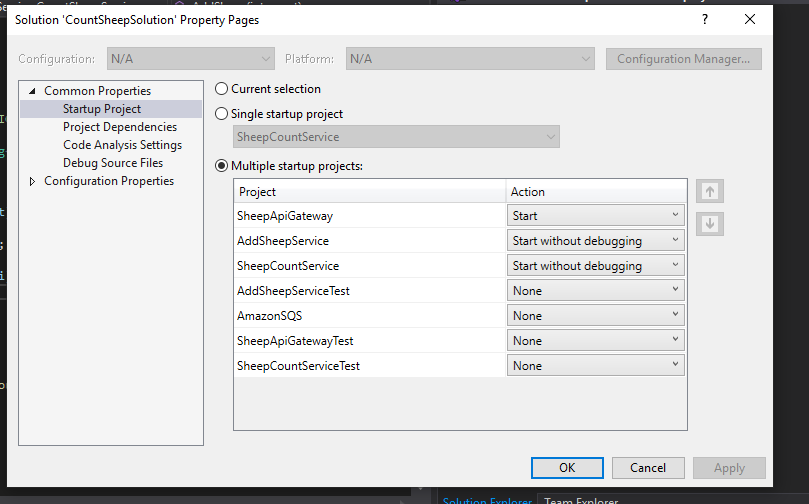 Solution 'CountSheepSolution' Property Pages
?
Configuration: N/A Platform: N/A Configuration Manager...
Common Properties
Startup Project
Project Dependencies
Code Analysis Settings
Debug Source Files
Configuration Properties
Current selection
Single startup project
SheepCountService
Multiple startup projects:
Project Action
SheepApiGateway Start
AddSheepService Start without debugging
SheepCountService Start without debugging
AddSheepServiceTest None
AmazonSQS None
SheepApiGatewayTest None
SheepCountServiceTest None
OK Cancel Apply
Solution Explorer Team Explorer